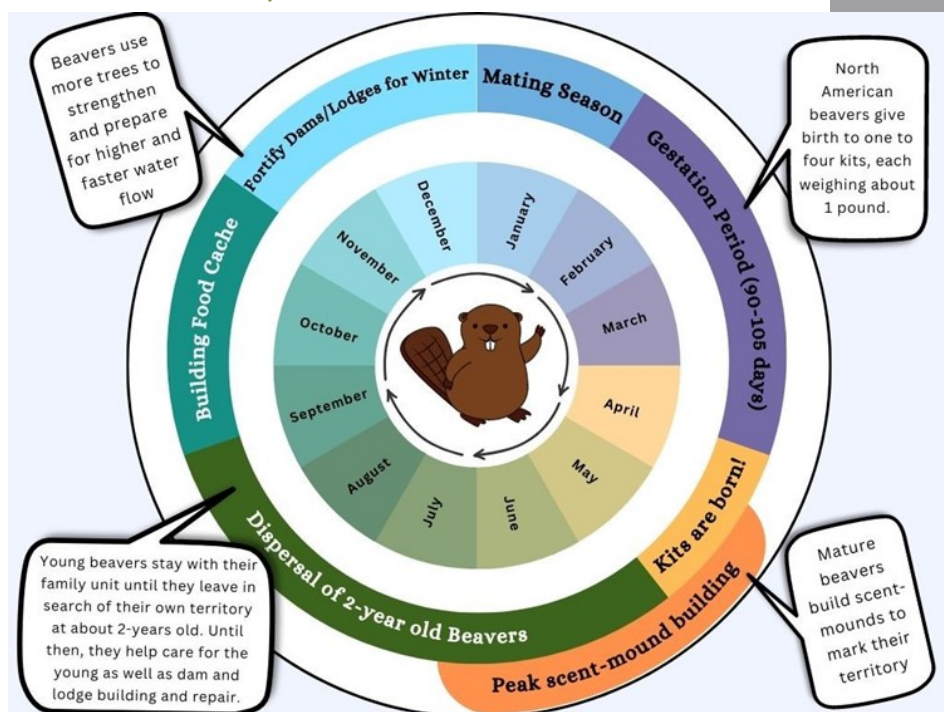 Beavers use
more trees to
strengthen
and prepare
for higher and
faster water
flow
Fortify Dams/Lodges for Winter
Mating Season
North
American
beavers give
birth to one to
four kits, each
weighing about
1 pound.
Gestation Period (90-105 days)
Building Food Cache
December
January
November
February
October
March
September
April
August
May
July
June
Kits are born!
Dispersal of 2-year old Beavers
Peak scent-mound building
Young beavers stay with their
family unit until they leave in
search of their own territory
at about 2-years old. Until
then, they help care for the
young as well as dam and
lodge building and repair.
Mature
beavers
build scent-
mounds to
mark their
territory